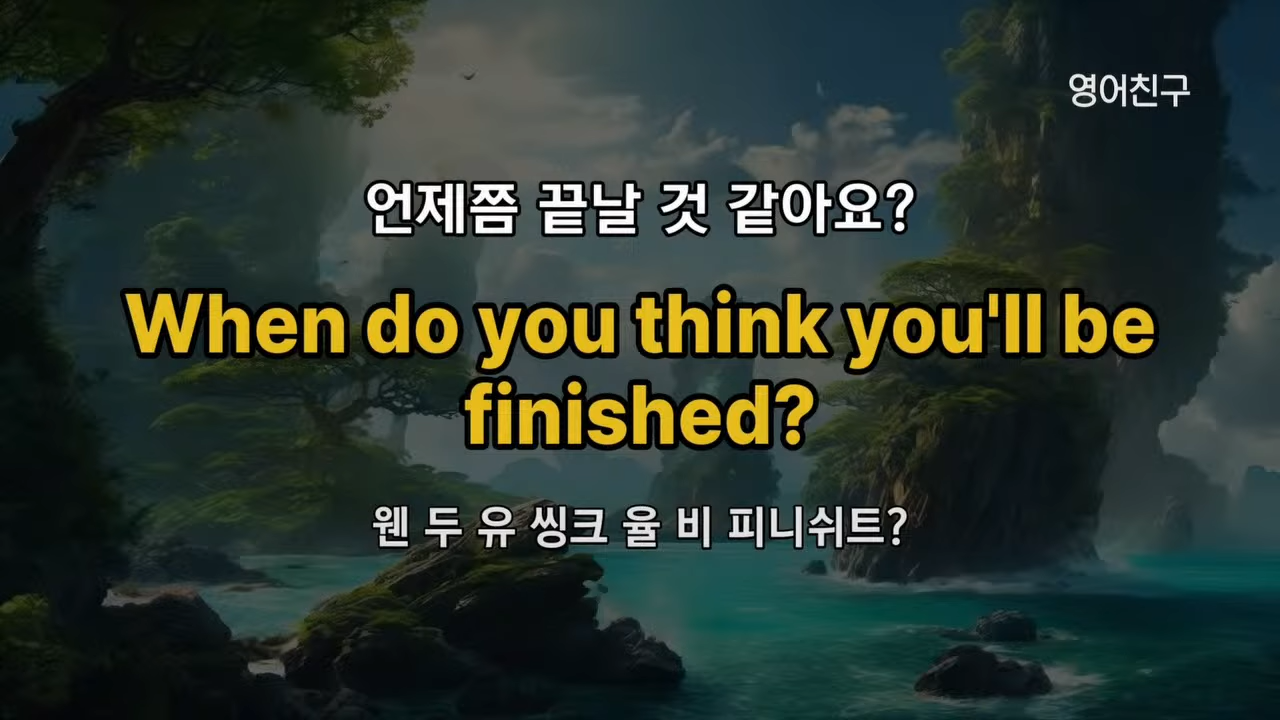 영어친구
언제쯤 끝날 것 같아요?
When do you think you'll be
finished?
웬 두 유 씽크 율 비 피니쉬트?